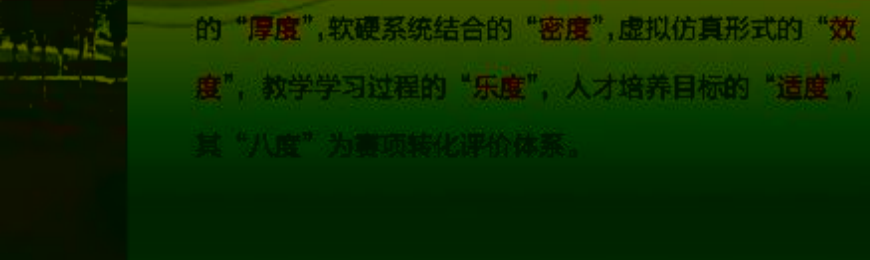 的“厚度”,软硬系统结合的“密度”,虚拟仿真形式的“效
度”，教学学习过程的“乐度”，人才培养目标的“适度”，
其“八度”为赛项转化评价体系。